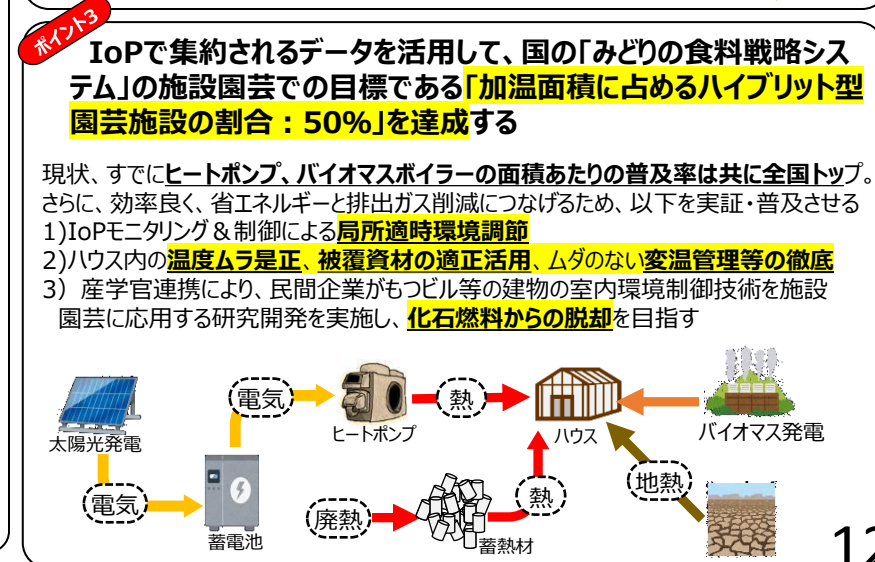 ポイント3
IoPで集約されるデータを活用して、国の「みどりの食料戦略シス
テム」の施設園芸での目標である「加温面積に占めるハイブリット型
園芸施設の割合：50%」を達成する
現状、すでにヒートポンプ、バイオマスボイラーの面積あたりの普及率は共に全国トップ。
さらに、効率良く、省エネルギーと排出ガス削減につなげるため、以下を実証・普及させる
1)IoPモニタリング＆制御による局所適時環境調節
2)ハウス内の温度ムラ是正、被覆資材の適正活用、ムダのない変温管理等の徹底
3）産学官連携により、民間企業がもつビル等の建物の室内環境制御技術を施設
園芸に応用する研究開発を実施し、化石燃料からの脱却を目指す
電気
熱
太陽光発電
ヒートポンプ
ハウス
バイオマス発電
電気
廃熱
熱
地熱
蓄電池
蓄熱材
12